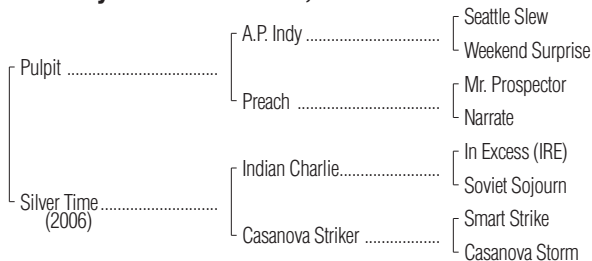 Seattle Slew
A.P. Indy
Weekend Surprise
Pulpit
Mr. Prospector
Preach
Narrate
In Excess (IRE)
Indian Charlie
Soviet Sojourn
Silver Time
(2006)
Smart Strike
Casanova Striker
Casanova Storm